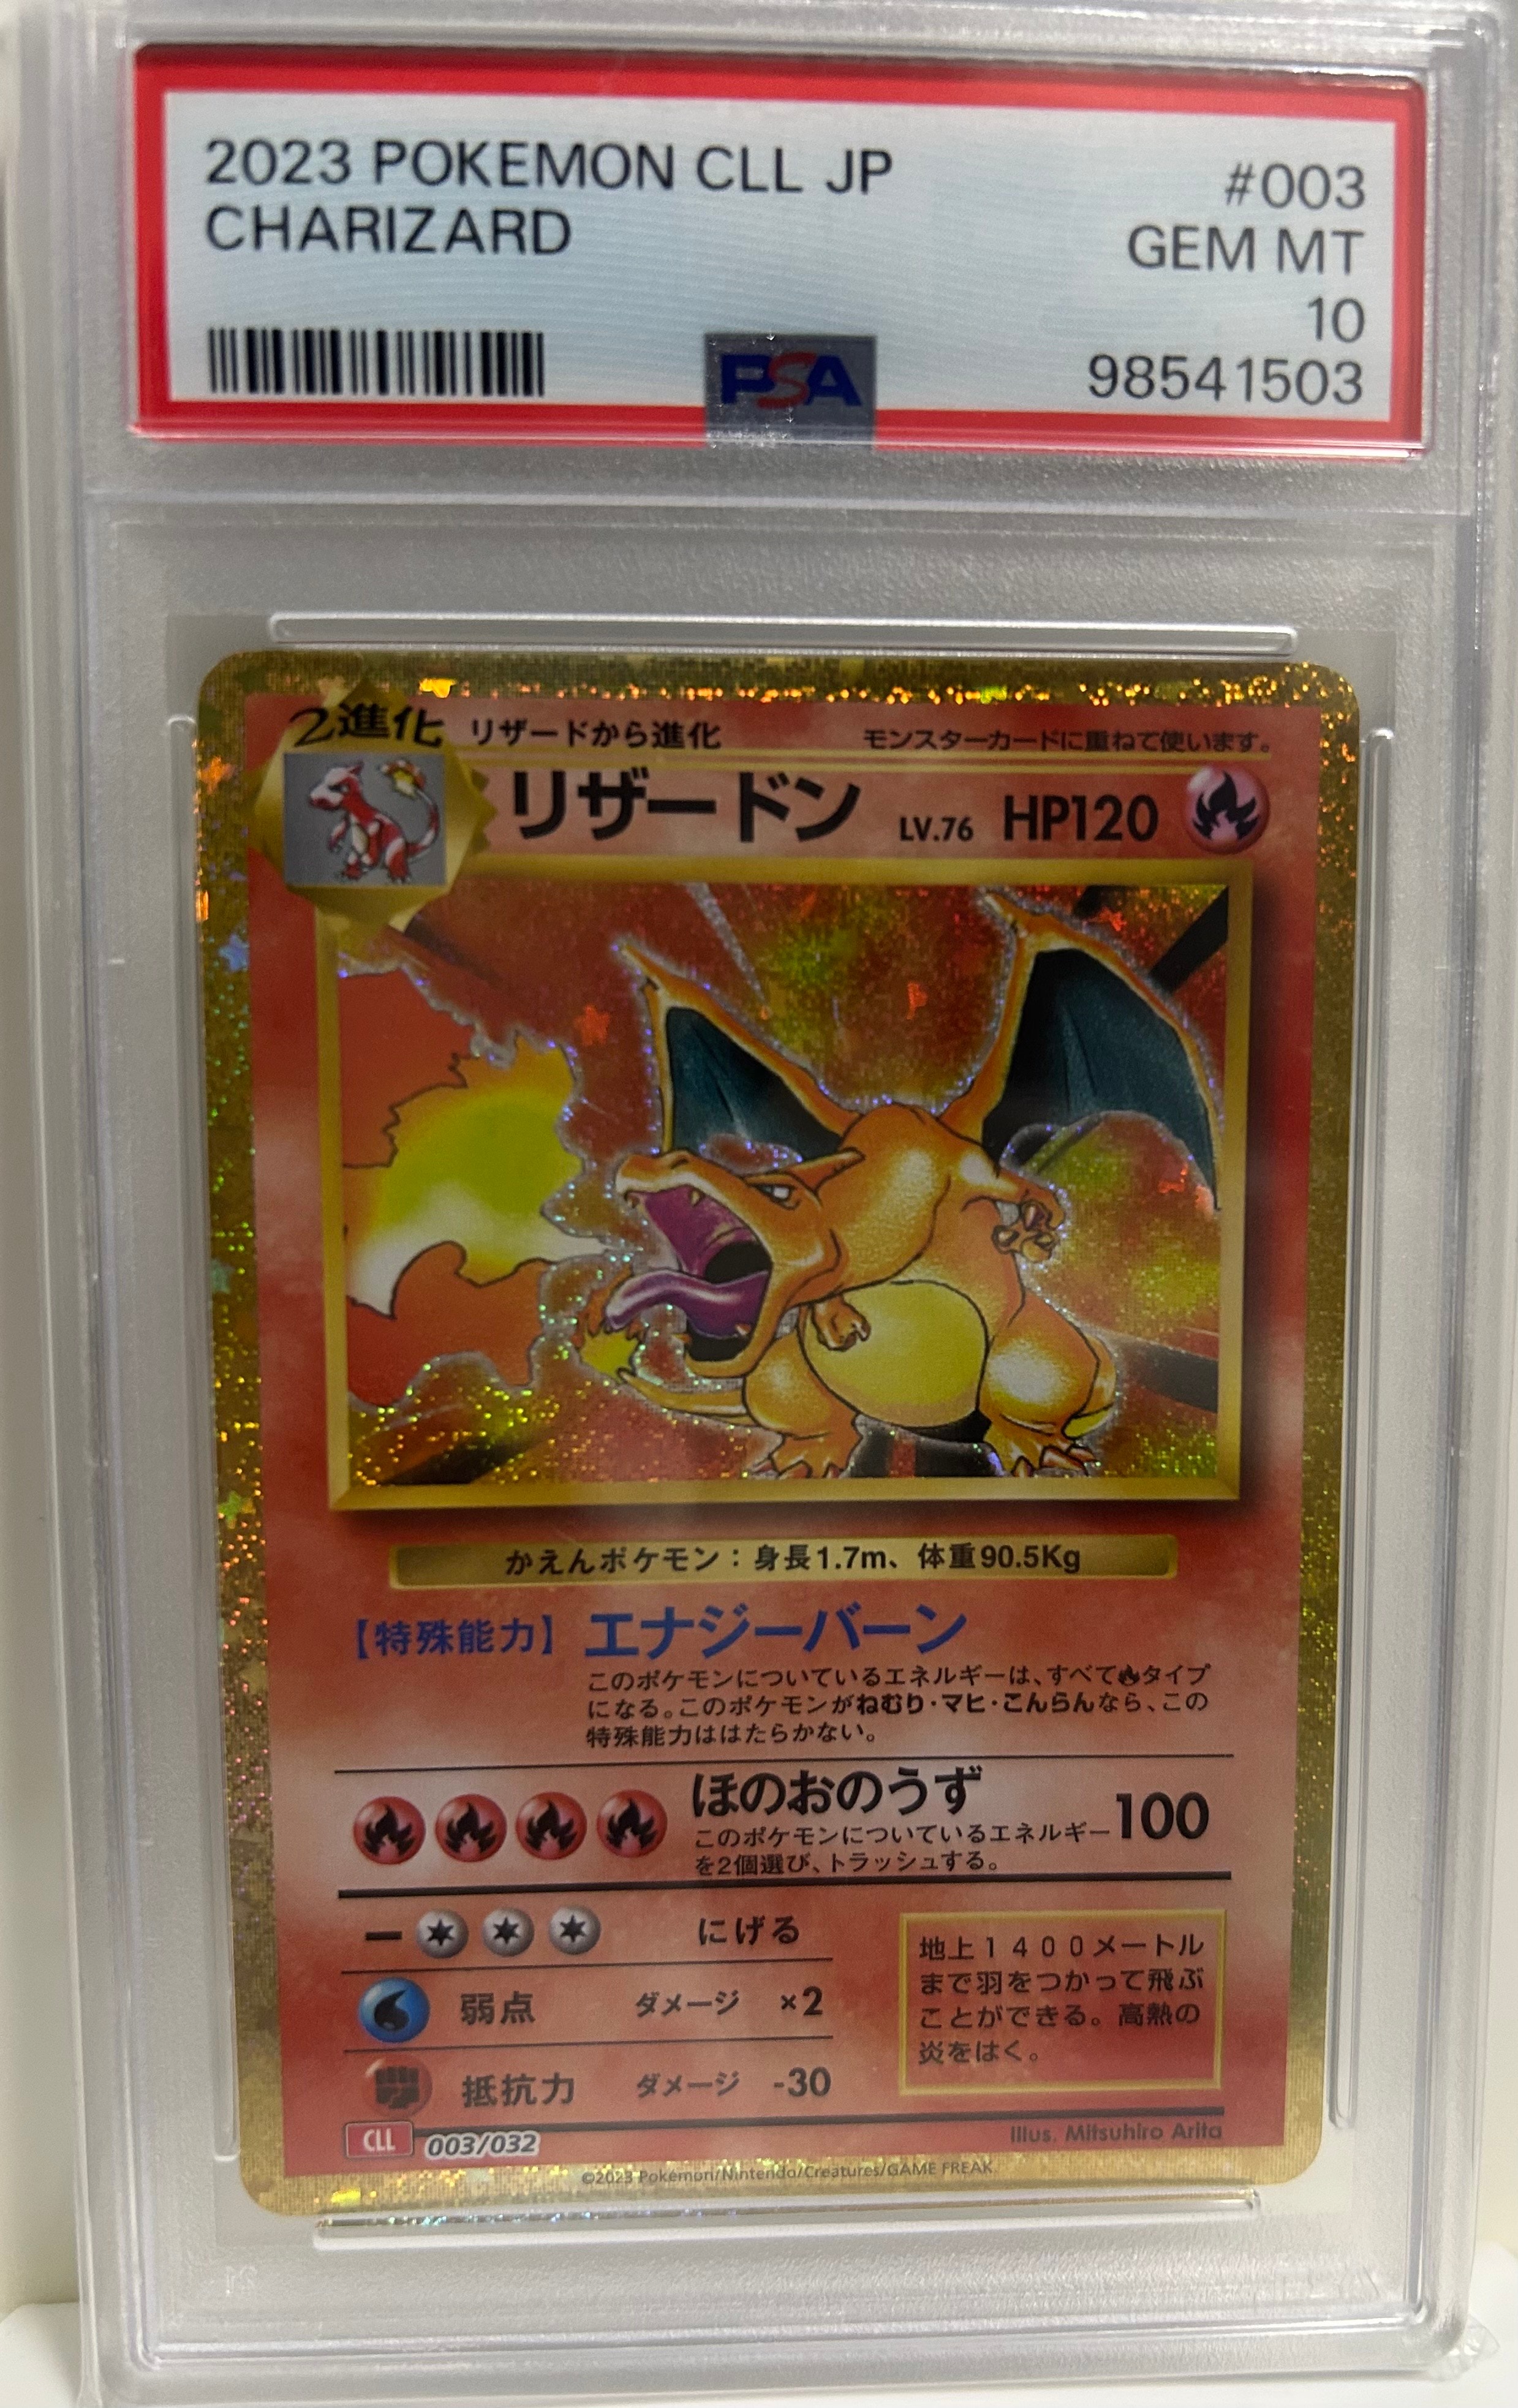 2023 POKEMON CLL JP
#003
CHARIZARD
GEM MT
10
PSA
98541503
2進化 リザードから進化 モンスターカードに重ねて使います。
リザードン LV.76 HP120
かえんポケモン：身長1.7m、体重90.5Kg
【特殊能力】 エナジーバーン
このポケモンについているエネルギーは、すべてタイプ
になる。このポケモンがねむり・マヒ・こんらんなら、この
特殊能力ははたらかない。
ほのおのうず
100
このポケモンについているエネルギー
を2個選び、トラッシュする。
ー にげる
弱点 ダメージ ×2
抵抗力 ダメージ -30
地上1400メートル
まで羽をつかって飛ぶ
ことができる。高熱の
炎をはく。
CLL 003/032
Illus. Mitsuhiro Arita
©2023 Pokémon/Nintendo/Creatures/GAME FREAK